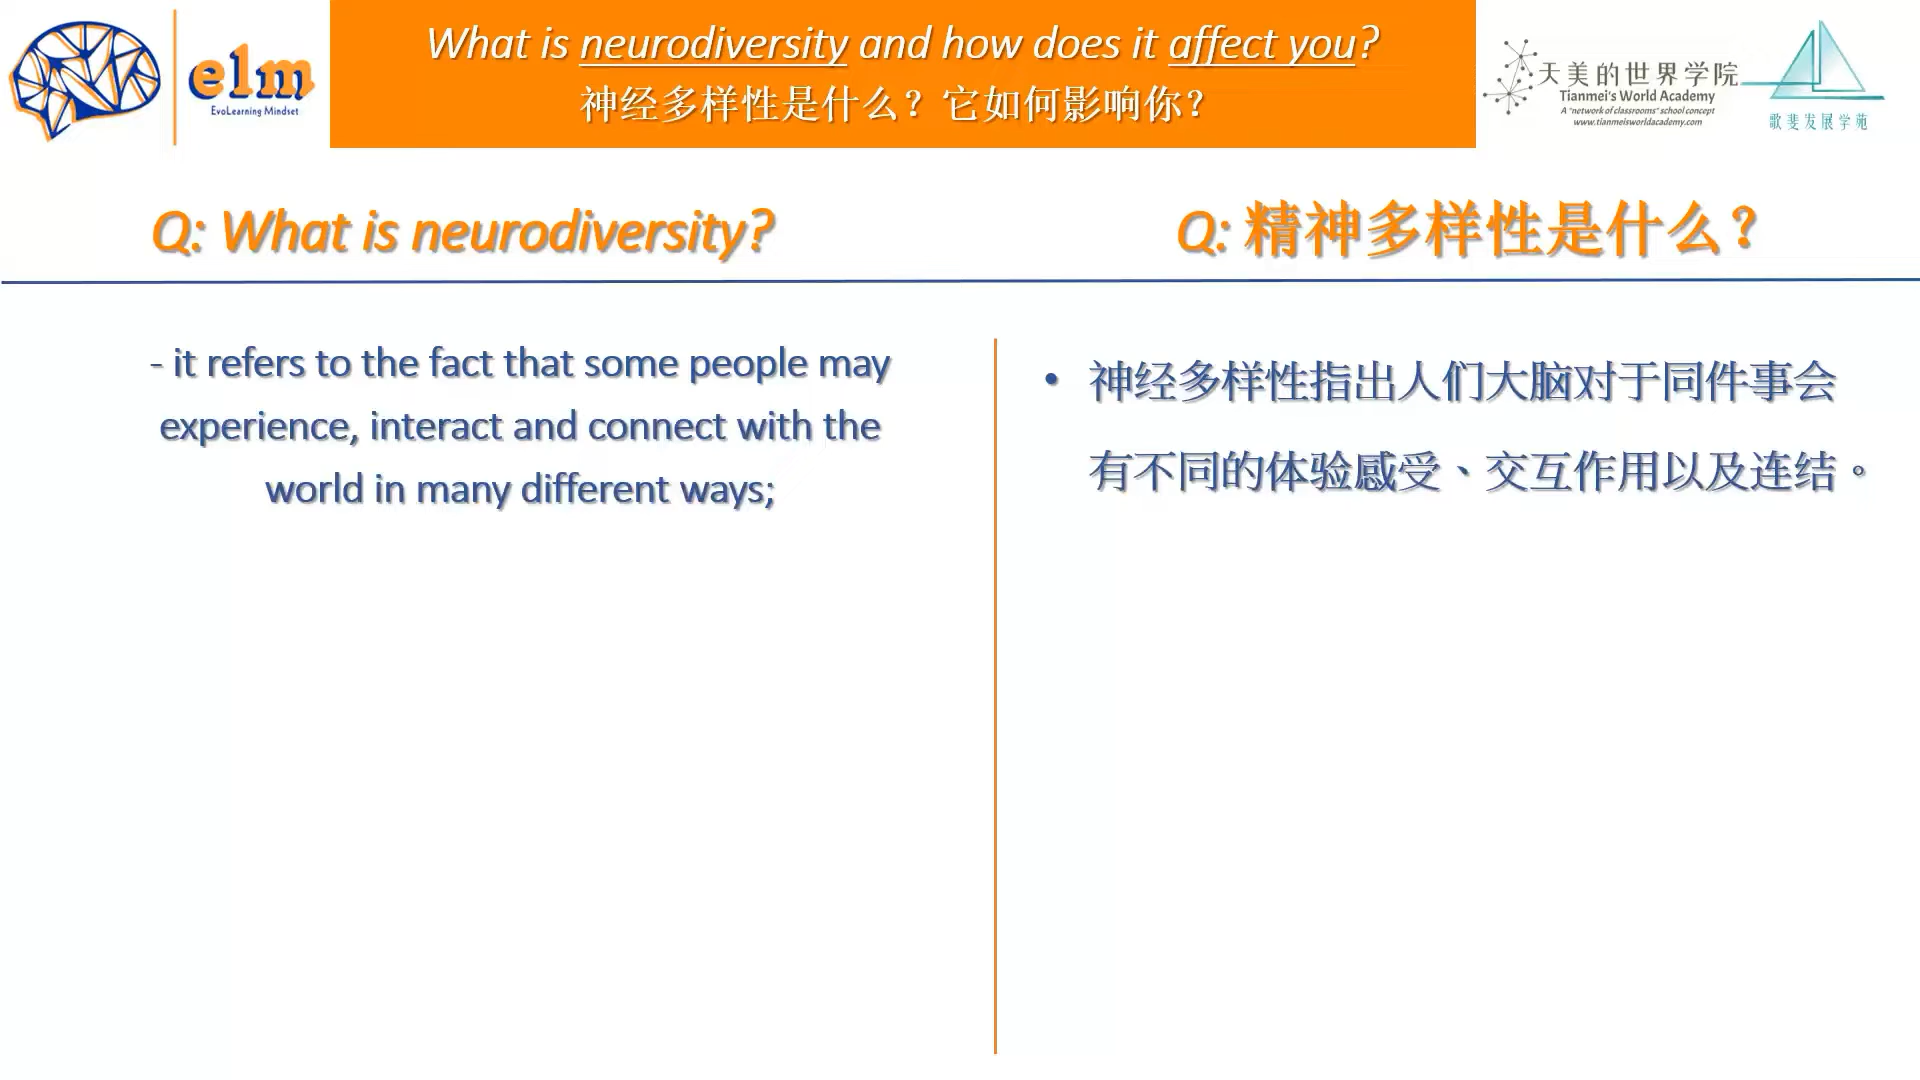 What is neurodiversity and how does it affect you?
神经多样性是什么？它如何影响你？
elm
EvoLearning Mindset
天美的世界学院
Tianmei's World Academy
A "network of classrooms" school concept
www.tianmeisworldacademy.com
歌斐发展学苑
Q: What is neurodiversity?
- it refers to the fact that some people may
experience, interact and connect with the
world in many different ways;
Q: 精神多样性是什么？
• 神经多样性指出人们大脑对于同件事会
有不同的体验感受、交互作用以及连结。